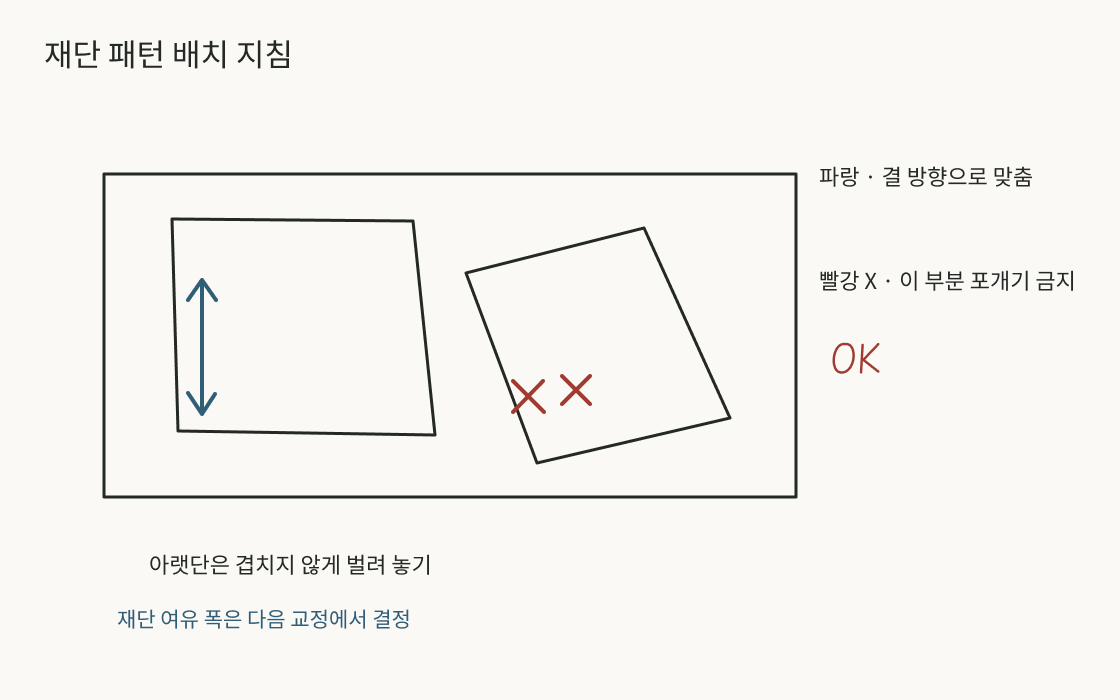 재단 패턴 배치 지침
파랑 · 결 방향으로 맞춤
빨강 X · 이 부분 포개기 금지
OK
아랫단은 겹치지 않게 벌려 놓기
재단 여유 폭은 다음 교정에서 결정